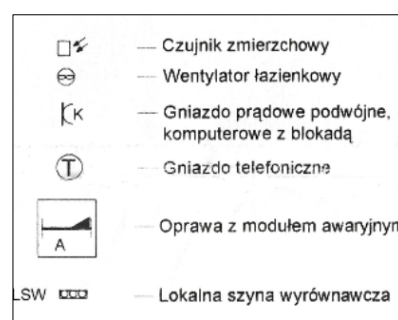 — Czujnik zmierzchowy
— Wentylator łazienkowy
K — Gniazdo prądowe podwójne,
komputerowe z blokadą
T — Gniazdo telefoniczne
A — Oprawa z modułem awaryjnym
LSW — Lokalna szyna wyrównawcza